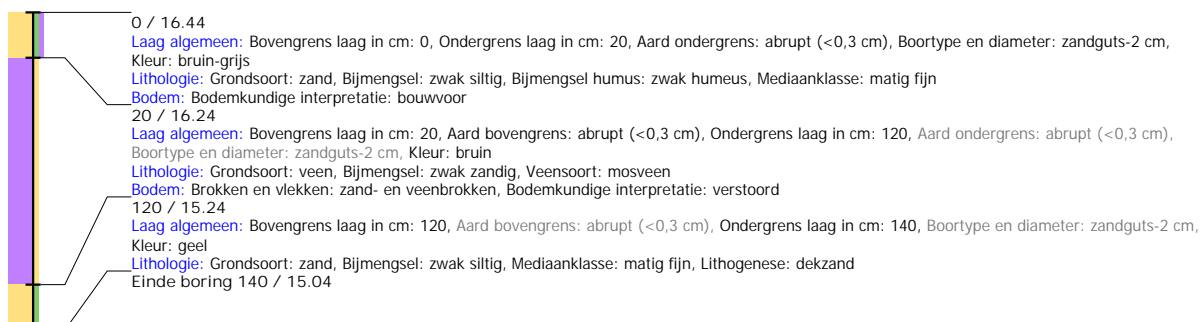 0 / 16.44
Laag algemeen: Bovengrens laag in cm: 0, Ondergrens laag in cm: 20, Aard ondergrens: abrupt (<0,3 cm), Boortype en diameter: zandguts-2 cm,
Kleur: bruin-grijs
Lithologie: Grondsoort: zand, Bijmengsel: zwak siltig, Bijmengsel humus: zwak humeus, Mediaanklasse: matig fijn
Bodem: Bodemkundige interpretatie: bouwvoor
20 / 16.24
Laag algemeen: Bovengrens laag in cm: 20, Aard bovengrens: abrupt (<0,3 cm), Ondergrens laag in cm: 120, Aard ondergrens: abrupt (<0,3 cm),
Boortype en diameter: zandguts-2 cm, Kleur: bruin
Lithologie: Grondsoort: veen, Bijmengsel: zwak zandig, Veensoort: mosveen
Bodem: Brokken en vlekken: zand- en veenbrokken, Bodemkundige interpretatie: verstoord
120 / 15.24
Laag algemeen: Bovengrens laag in cm: 120, Aard bovengrens: abrupt (<0,3 cm), Ondergrens laag in cm: 140, Boortype en diameter: zandguts-2 cm,
Kleur: geel
Lithologie: Grondsoort: zand, Bijmengsel: zwak siltig, Mediaanklasse: matig fijn, Lithogenese: dekzand
Einde boring 140 / 15.04